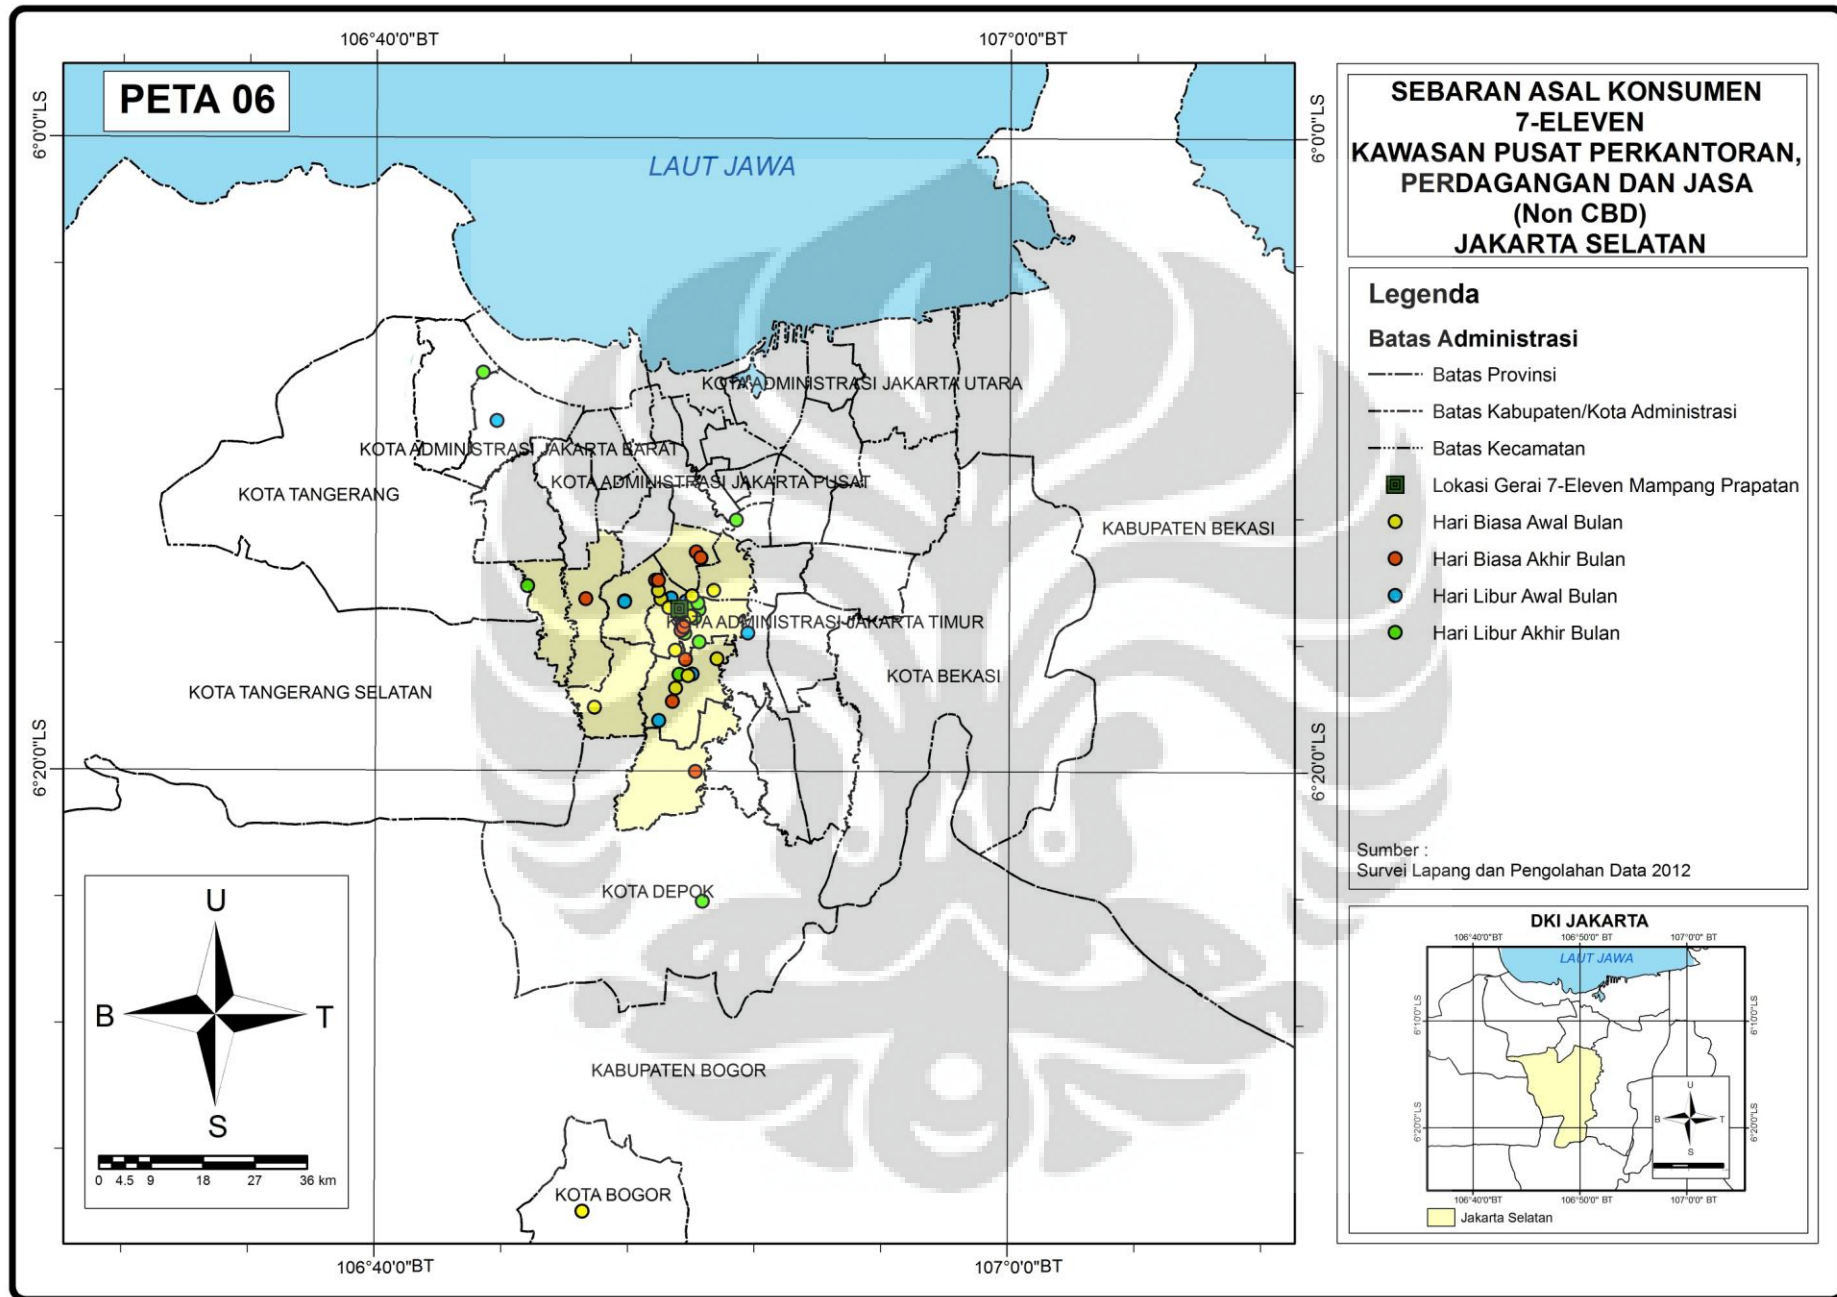 106°40'0"BT
107°0'0"BT
PETA 06
6°0'0"LS
6°0'0"LS
LAUT JAWA
KOTA ADMINISTRASI JAKARTA UTARA
KOTA ADMINISTRASI JAKARTA BARAT
KOTA ADMINISTRASI JAKARTA PUSAT
KOTA TANGERANG
KABUPATEN BEKASI
KOTA ADMINISTRASI JAKARTA TIMUR
KOTA BEKASI
KOTA TANGERANG SELATAN
6°20'0"LS
6°20'0"LS
KOTA DEPOK
KABUPATEN BOGOR
KOTA BOGOR
U
B
T
S
0 4.5 9 18 27 36 km
106°40'0"BT
107°0'0"BT
SEBARAN ASAL KONSUMEN
7-ELEVEN
KAWASAN PUSAT PERKANTORAN,
PERDAGANGAN DAN JASA
(Non CBD)
JAKARTA SELATAN
Legenda
Batas Administrasi
Batas Provinsi
Batas Kabupaten/Kota Administrasi
Batas Kecamatan
Lokasi Gerai 7-Eleven Mampang Prapatan
Hari Biasa Awal Bulan
Hari Biasa Akhir Bulan
Hari Libur Awal Bulan
Hari Libur Akhir Bulan
Sumber :
Survei Lapang dan Pengolahan Data 2012
DKI JAKARTA
106°40'0"BT
106°50'0" BT
107°0'0" BT
LAUT JAWA
6°10'0"LS
6°10'0"LS
6°20'0"LS
6°20'0"LS
U
B
T
S
106°40'0"BT
106°50'0" BT
107°0'0" BT
Jakarta Selatan